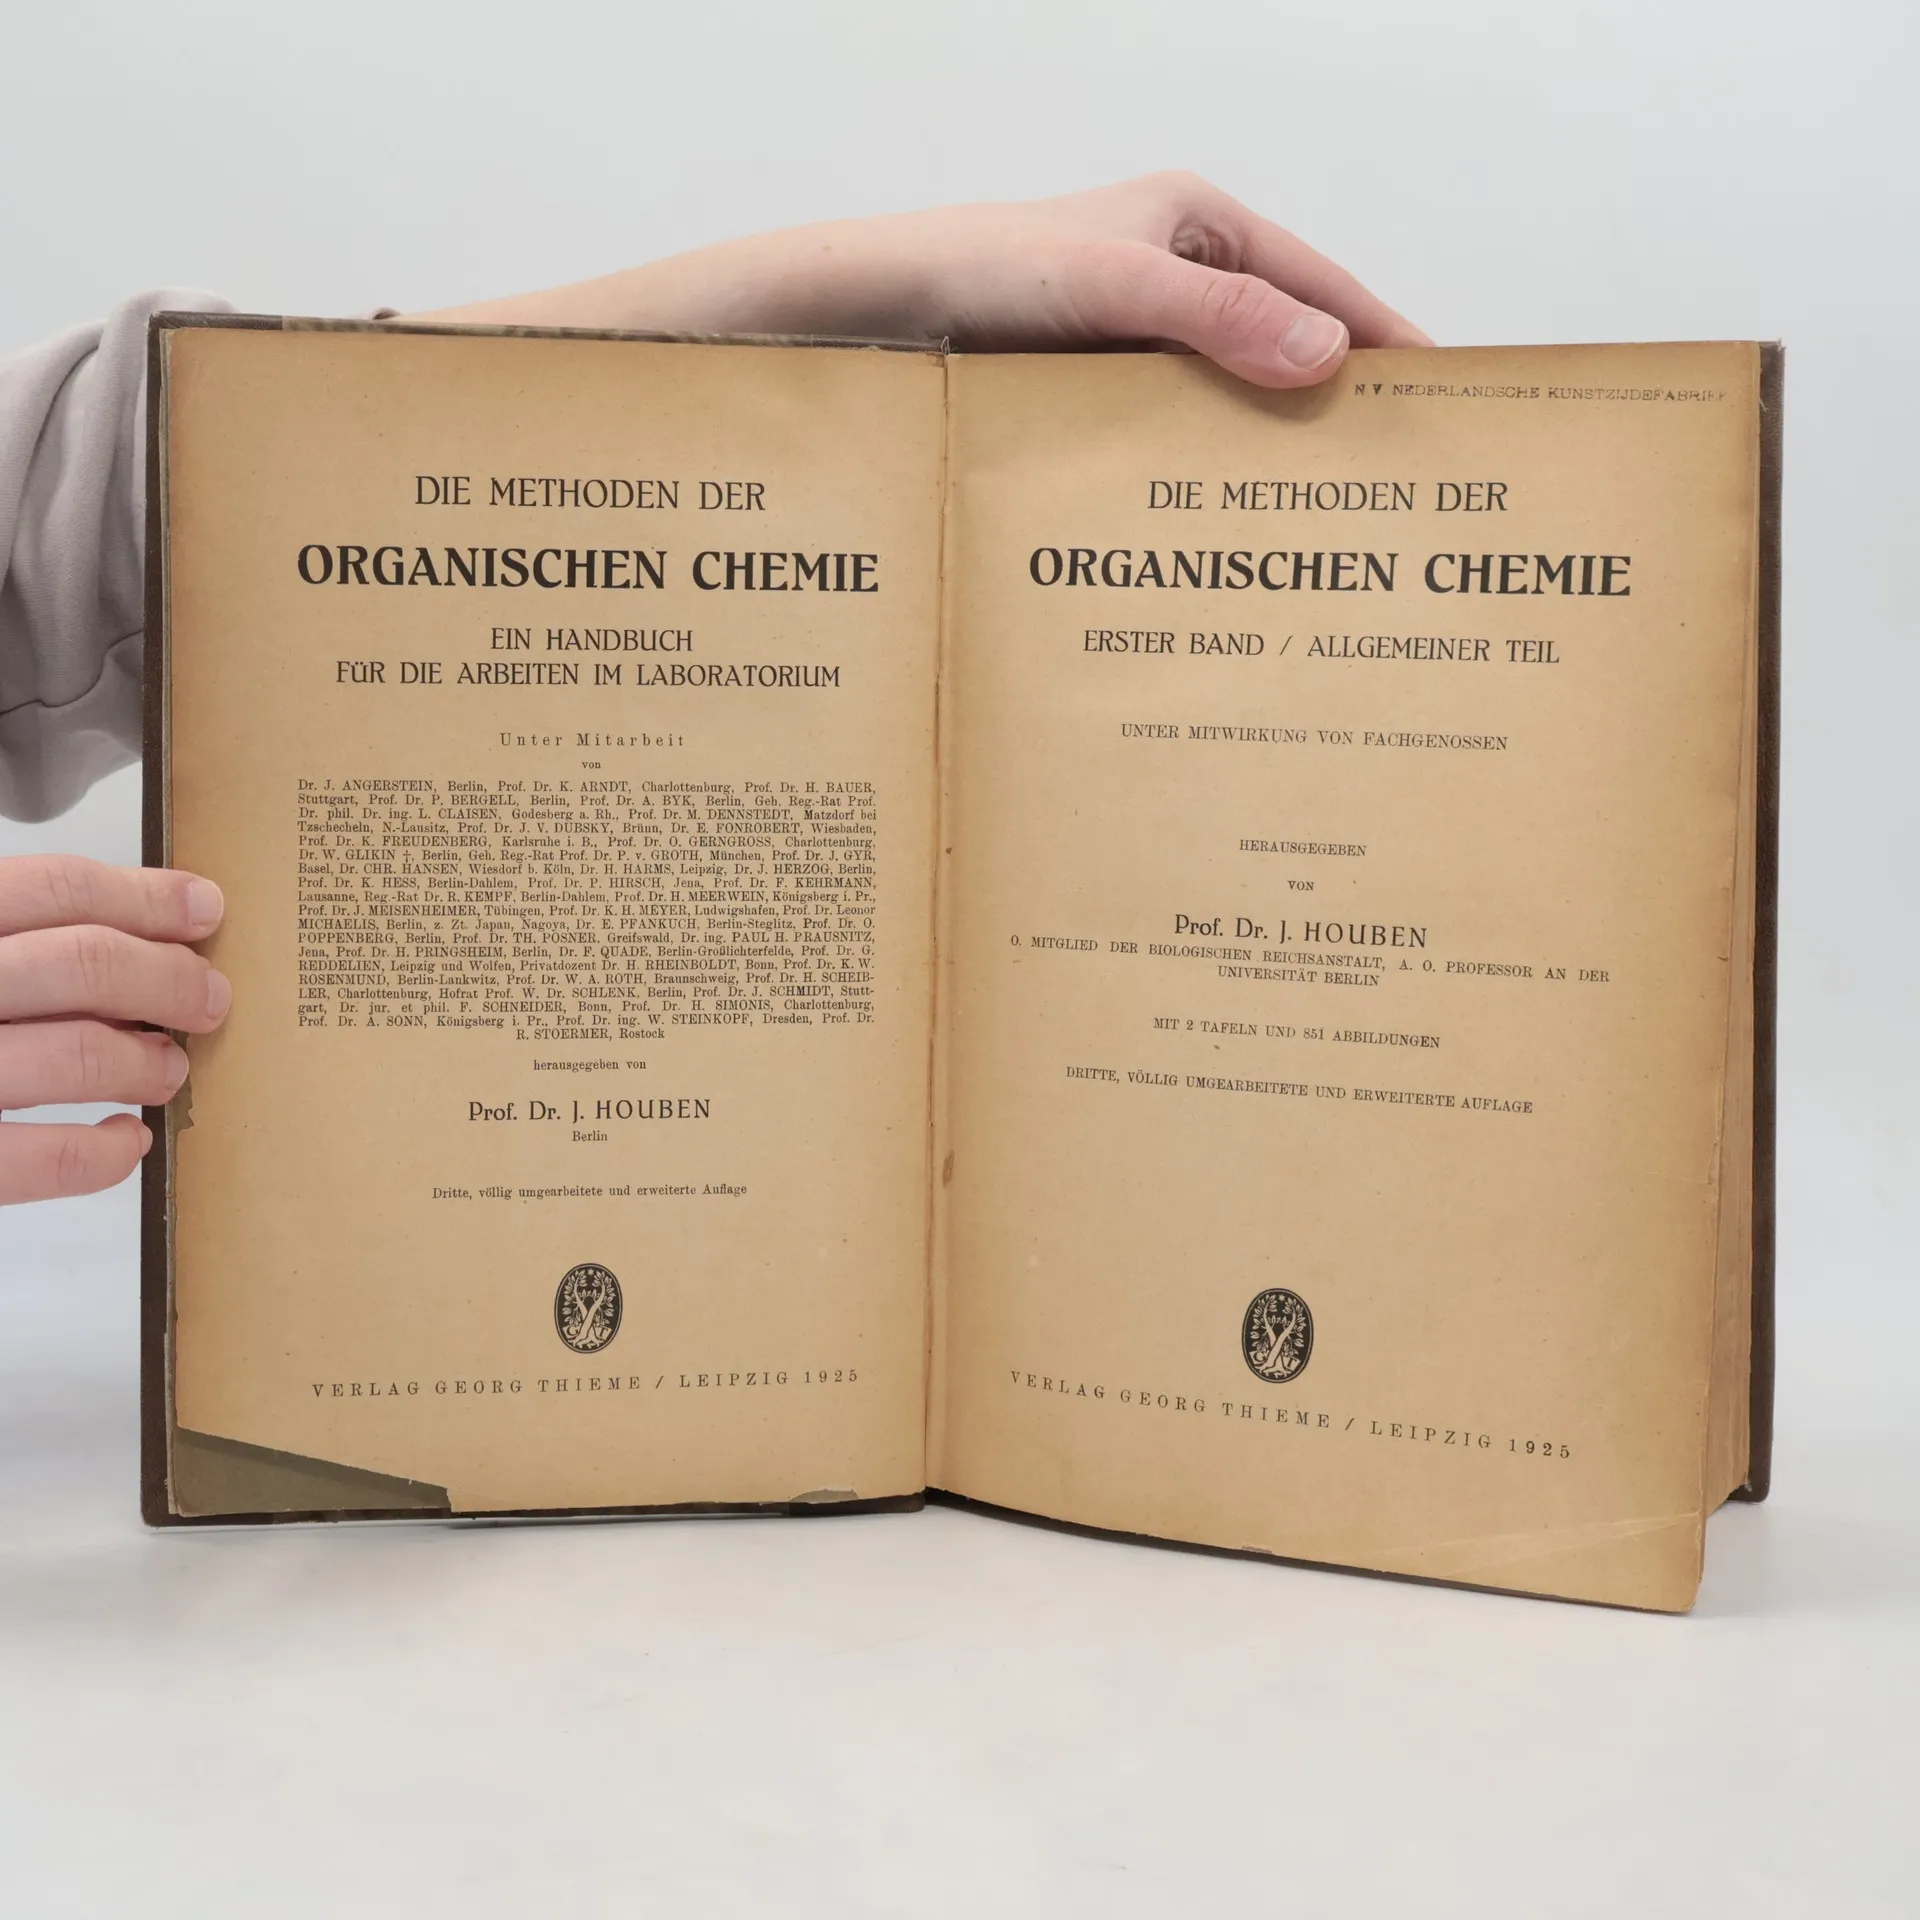 DIE METHODEN DER
ORGANISCHEN CHEMIE
EIN HANDBUCH
FÜR DIE ARBEITEN IM LABORATORIUM
Unter Mitarbeit
von
Dr. J. ANGERSTEIN, Berlin, Prof. Dr. K. ARNDT, Charlottenburg, Prof. Dr. H. BAUER,
Stuttgart, Prof. Dr. P. BERGELL, Berlin, Prof. Dr. A. BYK, Berlin, Geh. Reg.-Rat Prof.
Dr. phil. Dr. ing. L. CLAISEN, Godesberg a. Rh., Prof. Dr. M. DENNSTEDT, Matzdorf bei
Tzschecheln, N.-Lausitz, Prof. Dr. J. V. DUBSKY, Brünn, Dr. E. FONROBERT, Wiesbaden,
Prof. Dr. K. FREUDENBERG, Karlsruhe i. B., Prof. Dr. O. GERNGROSS, Charlottenburg,
Dr. W. GLIKIN †, Berlin, Geh. Reg.-Rat Prof. Dr. P. v. GROTH, München, Prof. Dr. J. GYR,
Basel, Dr. CHR. HANSEN, Wiesdorf b. Köln, Dr. H. HARMS, Leipzig, Dr. J. HERZOG, Berlin,
Prof. Dr. K. HESS, Berlin-Dahlem, Prof. Dr. P. HIRSCH, Jena, Prof. Dr. F. KEHRMANN,
Lausanne, Reg.-Rat Dr. R. KEMPF, Berlin-Dahlem, Prof. Dr. H. MEERWEIN, Königsberg i. Pr.,
Prof. Dr. J. MEISENHEIMER, Tübingen, Prof. Dr. K. H. MEYER, Ludwigshafen, Prof. Dr. Leonor
MICHAELIS, Berlin, z. Zt. Japan, Nagoya, Dr. E. PFANKUCH, Berlin-Steglitz, Prof. Dr. O.
POPPENBERG, Berlin, Prof. Dr. TH. POSNER, Greifswald, Dr. ing. PAUL H. PRAUSNITZ,
Jena, Prof. Dr. H. PRINGSHEIM, Berlin, Dr. F. QUADE, Berlin-Großlichterfelde, Prof. Dr. G.
REDDELIEN, Leipzig und Wolfen, Privatdozent Dr. H. RHEINBOLDT, Bonn, Prof. Dr. K. W.
ROSENMUND, Berlin-Lankwitz, Prof. Dr. W. A. ROTH, Braunschweig, Prof. Dr. H. SCHEIB-
LER, Charlottenburg, Hofrat Prof. W. Dr. SCHLENK, Berlin, Prof. Dr. J. SCHMIDT, Stutt-
gart, Dr. jur. et phil. F. SCHNEIDER, Bonn, Prof. Dr. H. SIMONIS, Charlottenburg,
Prof. Dr. A. SONN, Königsberg i. Pr., Prof. Dr. ing. W. STEINKOPF, Dresden, Prof. Dr.
R. STOERMER, Rostock
herausgegeben von
Prof. Dr. J. HOUBEN
Berlin
Dritte, völlig umgearbeitete und erweiterte Auflage
G T
VERLAG GEORG THIEME / LEIPZIG 1925
N V NEDERLANDSCHE KUNSTZIJDEFABRIEK
DIE METHODEN DER
ORGANISCHEN CHEMIE
ERSTER BAND / ALLGEMEINER TEIL
UNTER MITWIRKUNG VON FACHGENOSSEN
HERAUSGEGEBEN
VON
Prof. Dr. J. HOUBEN
O. MITGLIED DER BIOLOGISCHEN REICHSANSTALT, A. O. PROFESSOR AN DER
UNIVERSITÄT BERLIN
MIT 2 TAFELN UND 851 ABBILDUNGEN
DRITTE, VÖLLIG UMGEARBEITETE UND ERWEITERTE AUFLAGE
G T
VERLAG GEORG THIEME / LEIPZIG 1925